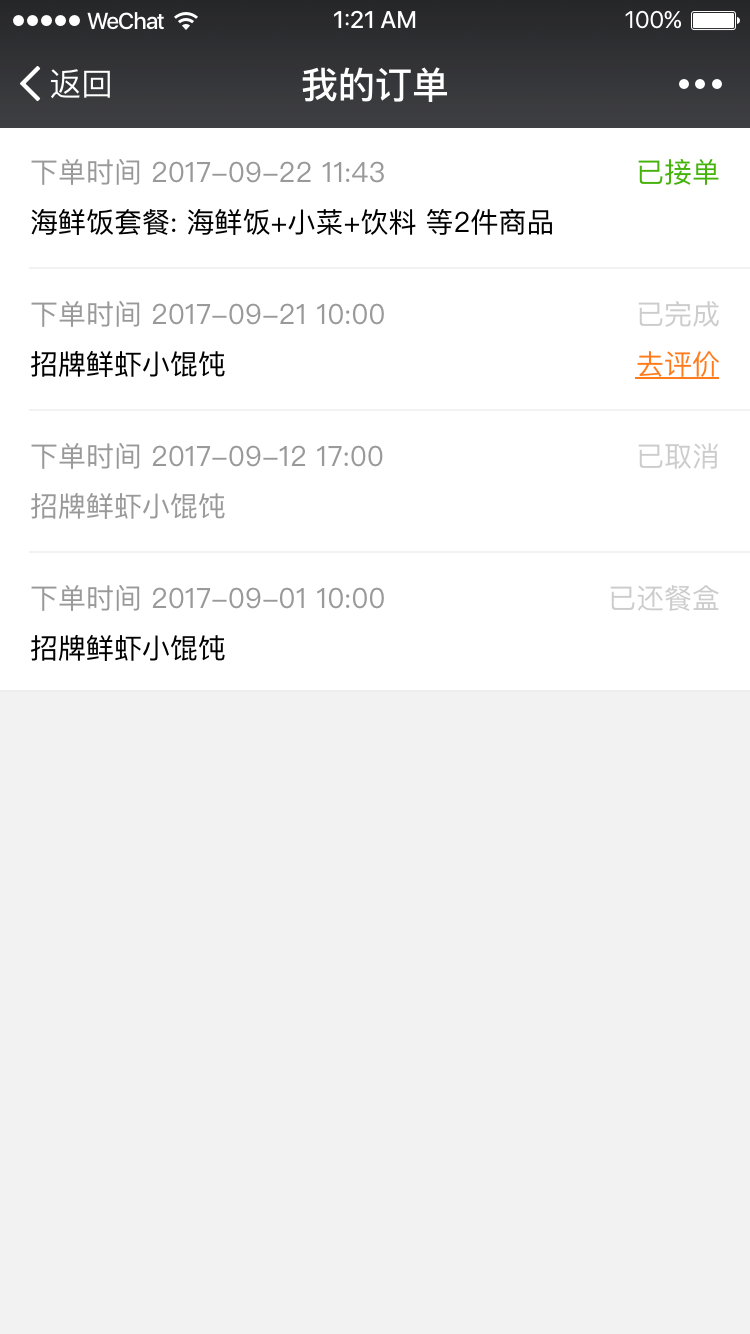 WeChat 1:21 AM 100%
返回 我的订单
下单时间 2017-09-22 11:43 已接单
海鲜饭套餐: 海鲜饭+小菜+饮料 等2件商品
下单时间 2017-09-21 10:00 已完成
招牌鲜虾小馄饨 去评价
下单时间 2017-09-12 17:00 已取消
招牌鲜虾小馄饨
下单时间 2017-09-01 10:00 已还餐盒
招牌鲜虾小馄饨